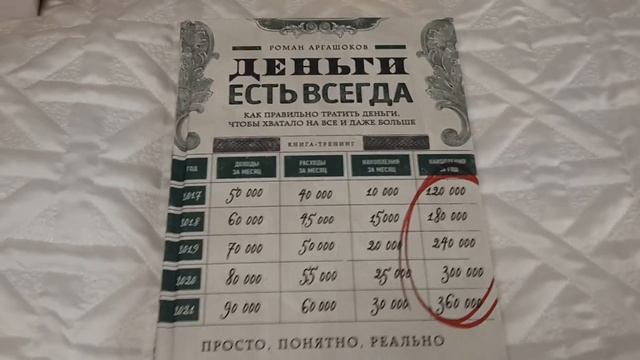 РОМАН АРГАШОКОВ
ДЕНЬГИ
ЕСТЬ ВСЕГДА
КАК ПРАВИЛЬНО ТРАТИТЬ ДЕНЬГИ,
ЧТОБЫ ХВАТАЛО НА ВСЕ И ДАЖЕ БОЛЬШЕ
КНИГА-ТРЕНИНГ
ГОД ДОХОДЫ ЗА МЕСЯЦ РАСХОДЫ ЗА МЕСЯЦ НАКОПЛЕНИЯ ЗА МЕСЯЦ НАКОПЛЕНИЯ ЗА ГОД
2017 50 000 40 000 10 000 120 000
2018 60 000 45 000 15000 180 000
2019 70 000 50 000 20 000 240 000
2020 80 000 55 000 25 000 300 000
2021 90 000 60 000 30 000 360 000
ПРОСТО, ПОНЯТНО, РЕАЛЬНО